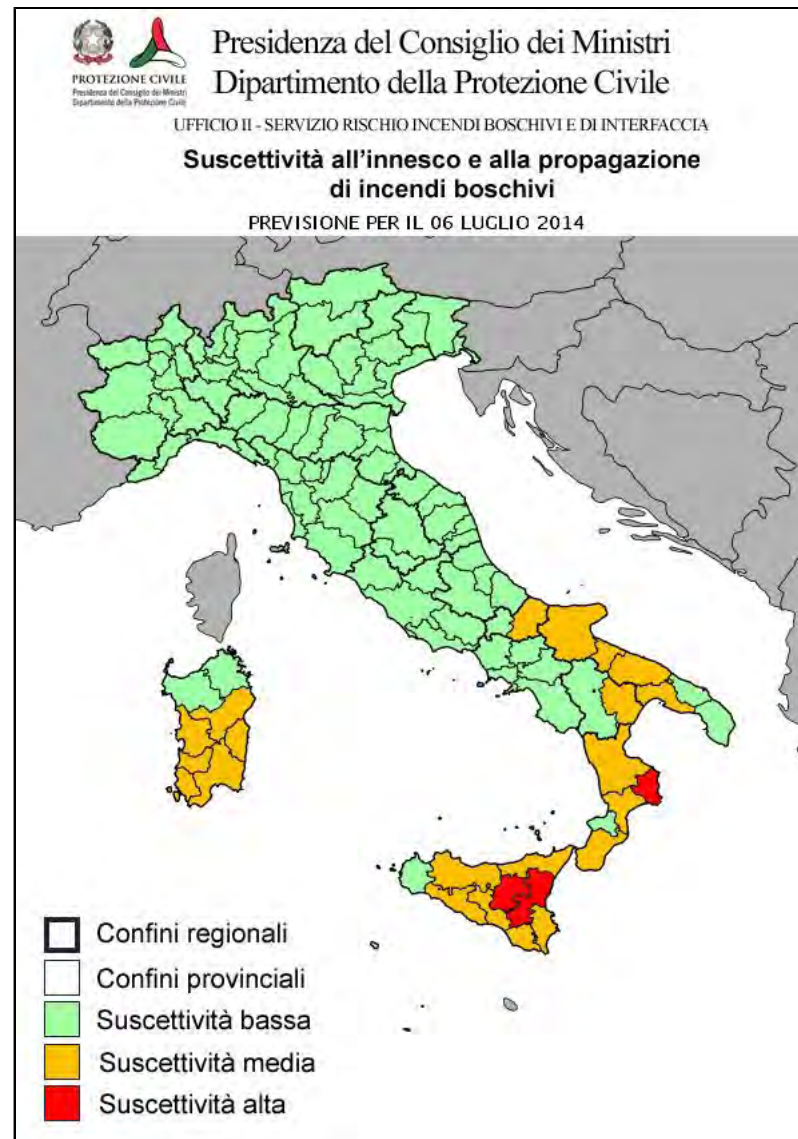 PROTEZIONE CIVILE
Presidenza del Consiglio dei Ministri
Dipartimento della Protezione Civile
Presidenza del Consiglio dei Ministri
Dipartimento della Protezione Civile
UFFICIO II - SERVIZIO RISCHIO INCENDI BOSCHIVI E DI INTERFACCIA
Suscettività all'innesco e alla propagazione
di incendi boschivi
PREVISIONE PER IL 06 LUGLIO 2014
Confini regionali
Confini provinciali
Suscettività bassa
Suscettività media
Suscettività alta